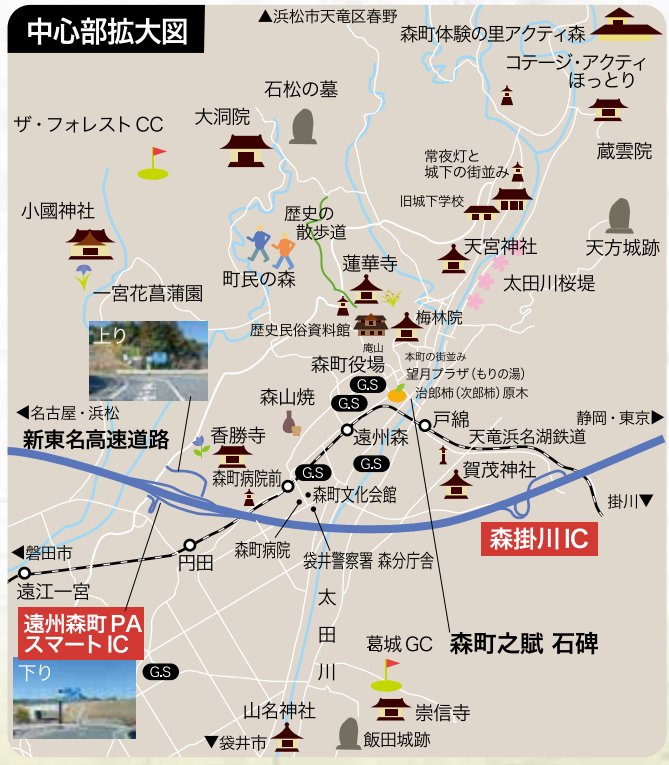 中心部拡大図
▲浜松市天竜区春野
森町体験の里アクティ森
コテージ・アクティ
ほっとり
石松の墓
大洞院
ザ・フォレストCC
蔵雲院
常夜灯と
城下の街並み
旧城下学校
小國神社
歴史の
散歩道
天宮神社
天方城跡
蓮華寺
町民の森
太田川桜堤
一宮花菖蒲園
梅林院
歴史民俗資料館
上り
庵山
森町役場
本町の街並み
望月プラザ(もりの湯)
治郎柿(次郎柿)原木
G.S
G.S
森山焼
◀名古屋・浜松
静岡・東京▶
新東名高速道路
香勝寺
戸綿
遠州森
天竜浜名湖鉄道
G.S
G.S
賀茂神社
森町病院前
森町文化会館
掛川▼
森掛川IC
森町病院
袋井警察署 森分庁舎
◀磐田市
円田
遠江一宮
太田川
遠州森町PA
スマートIC
葛城GC
森町之賦 石碑
下り
G.S
山名神社
崇信寺
▼袋井市
飯田城跡